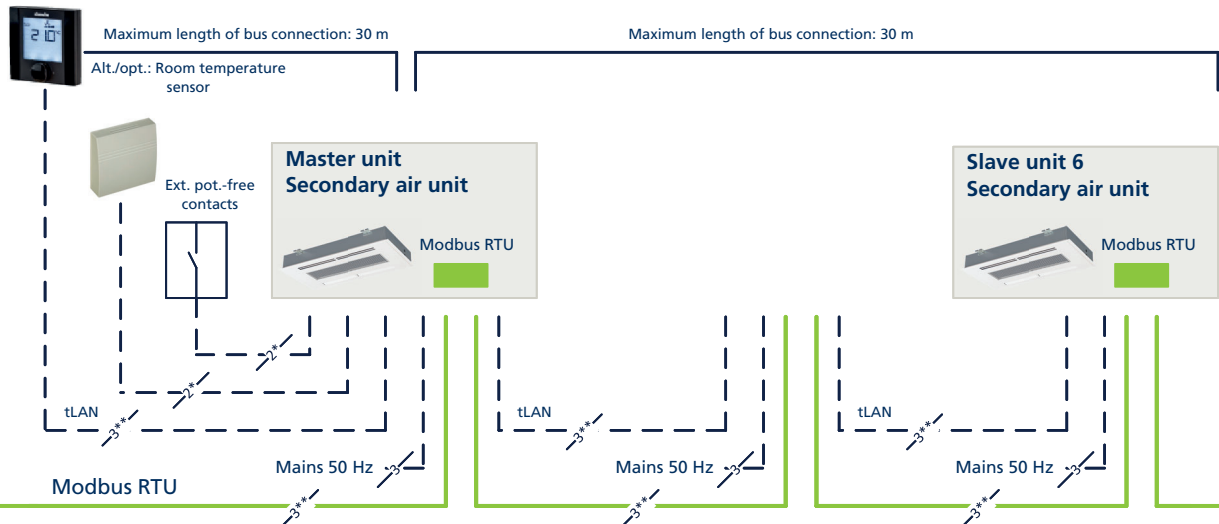 21.0°C
Maximum length of bus connection: 30 m
Maximum length of bus connection: 30 m
Alt./opt.: Room temperature
sensor
Ext. pot.-free
contacts
Master unit
Secondary air unit
Modbus RTU
Slave unit 6
Secondary air unit
Modbus RTU
2*
2*
tLAN
3**
tLAN
3**
tLAN
3**
Mains 50 Hz
3
Mains 50 Hz
3
Mains 50 Hz
3
Modbus RTU
3**
3**
3**